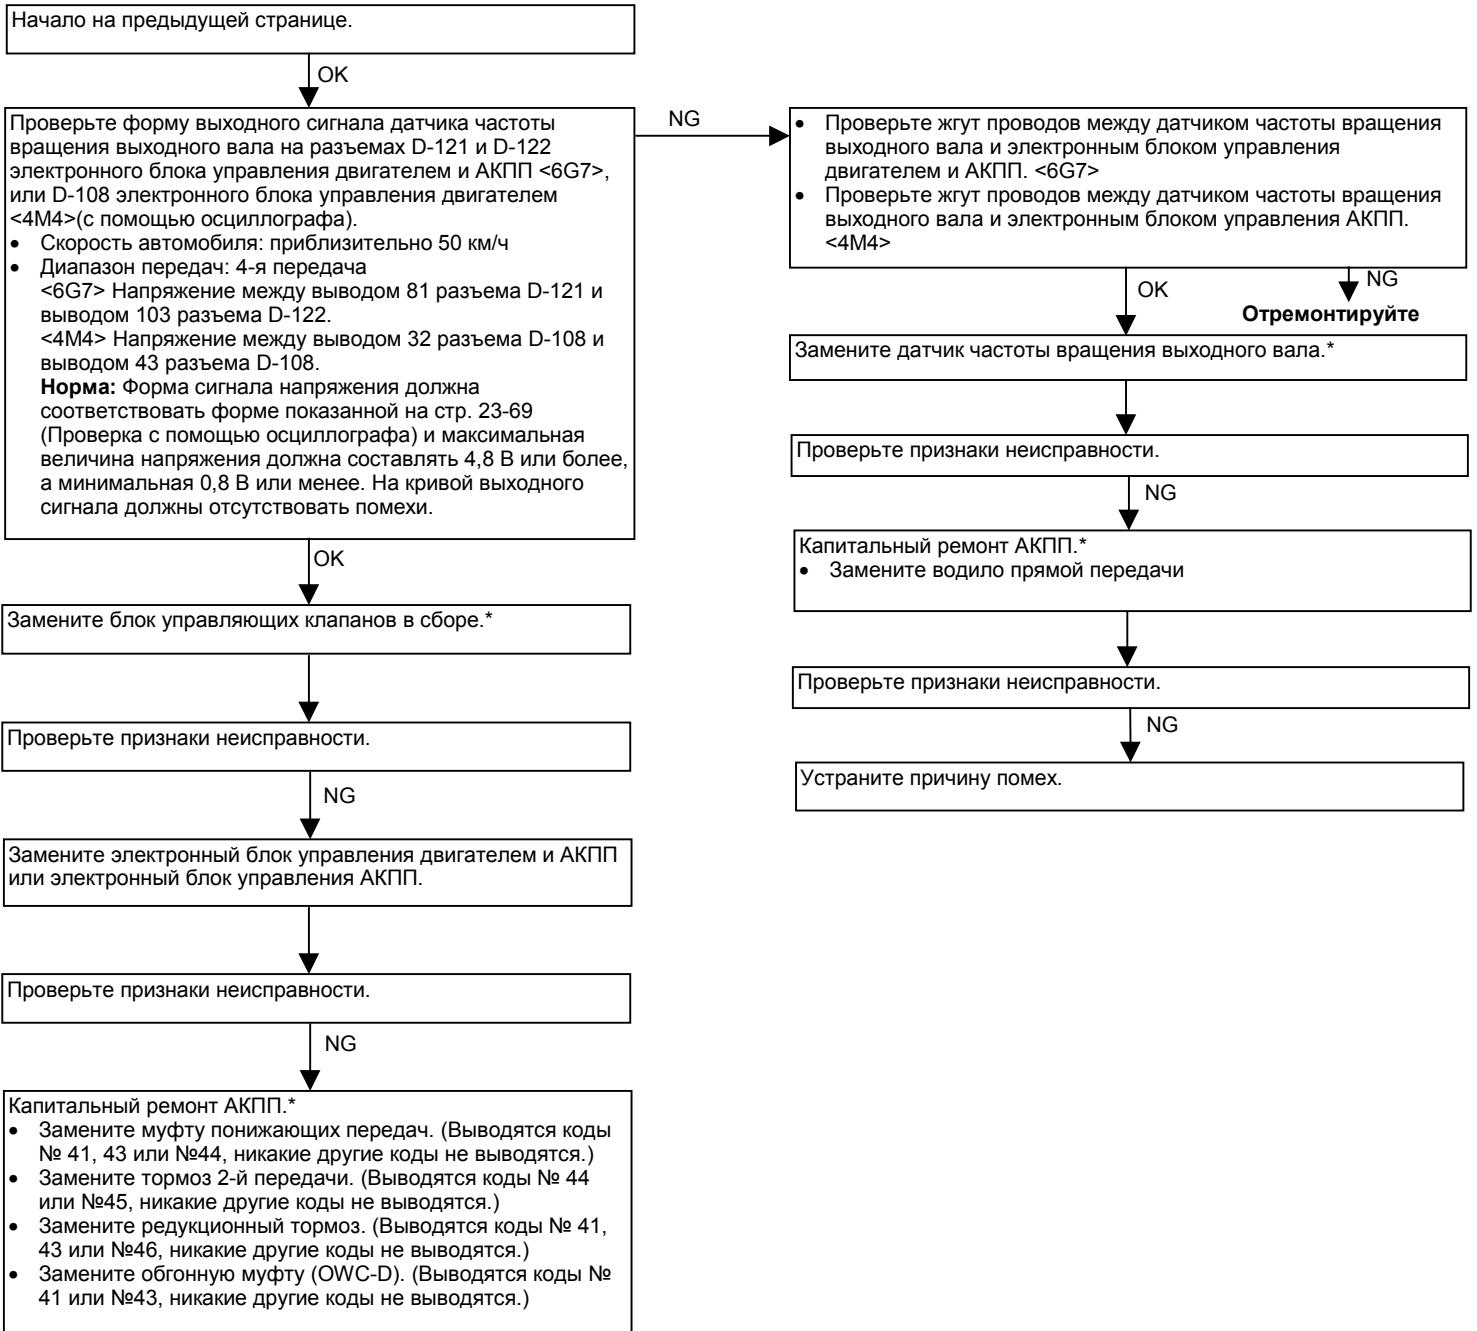 Начало на предыдущей странице.
OK
Проверьте форму выходного сигнала датчика частоты
вращения выходного вала на разъемах D-121 и D-122
электронного блока управления двигателем и АКПП <6G7>,
или D-108 электронного блока управления двигателем
<4M4>(с помощью осциллографа).
• Скорость автомобиля: приблизительно 50 км/ч
• Диапазон передач: 4-я передача
<6G7> Напряжение между выводом 81 разъема D-121 и
выводом 103 разъема D-122.
<4M4> Напряжение между выводом 32 разъема D-108 и
выводом 43 разъема D-108.
Норма: Форма сигнала напряжения должна
соответствовать форме показанной на стр. 23-69
(Проверка с помощью осциллографа) и максимальная
величина напряжения должна составлять 4,8 В или более,
а минимальная 0,8 В или менее. На кривой выходного
сигнала должны отсутствовать помехи.
OK
Замените блок управляющих клапанов в сборе.*
Проверьте признаки неисправности.
NG
Замените электронный блок управления двигателем и АКПП
или электронный блок управления АКПП.
Проверьте признаки неисправности.
NG
Капитальный ремонт АКПП.*
• Замените муфту понижающих передач. (Выводятся коды
№ 41, 43 или №44, никакие другие коды не выводятся.)
• Замените тормоз 2-й передачи. (Выводятся коды № 44
или №45, никакие другие коды не выводятся.)
• Замените редукционный тормоз. (Выводятся коды № 41,
43 или №46, никакие другие коды не выводятся.)
• Замените обгонную муфту (OWC-D). (Выводятся коды №
41 или №43, никакие другие коды не выводятся.)
NG
• Проверьте жгут проводов между датчиком частоты вращения
выходного вала и электронным блоком управления
двигателем и АКПП. <6G7>
• Проверьте жгут проводов между датчиком частоты вращения
выходного вала и электронным блоком управления АКПП.
<4M4>
OK
NG
Отремонтируйте
Замените датчик частоты вращения выходного вала.*
Проверьте признаки неисправности.
NG
Капитальный ремонт АКПП.*
• Замените водило прямой передачи
Проверьте признаки неисправности.
NG
Устраните причину помех.